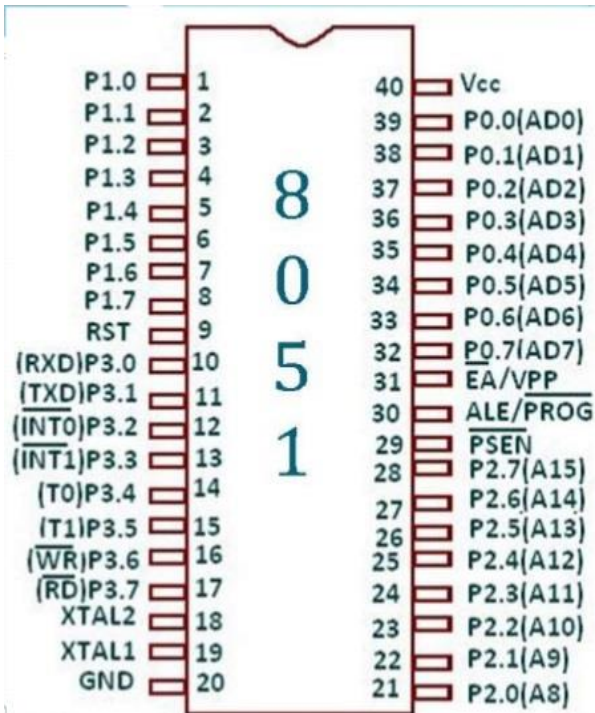 P1.0 1
P1.1 2
P1.2 3
P1.3 4
P1.4 5
P1.5 6
P1.6 7
P1.7 8
RST 9
(RXD)P3.0 10
(TXD)P3.1 11
(I̅N̅T̅0̅)P3.2 12
(I̅N̅T̅1̅)P3.3 13
(T0)P3.4 14
(T1)P3.5 15
(W̅R̅)P3.6 16
(R̅D̅)P3.7 17
XTAL2 18
XTAL1 19
GND 20
8
0
5
1
40 Vcc
39 P0.0(AD0)
38 P0.1(AD1)
37 P0.2(AD2)
36 P0.3(AD3)
35 P0.4(AD4)
34 P0.5(AD5)
33 P0.6(AD6)
32 P0.7(AD7)
31 E̅A̅/VPP
30 ALE/P̅R̅O̅G̅
29 P̅S̅E̅N̅
28 P2.7(A15)
27 P2.6(A14)
26 P2.5(A13)
25 P2.4(A12)
24 P2.3(A11)
23 P2.2(A10)
22 P2.1(A9)
21 P2.0(A8)